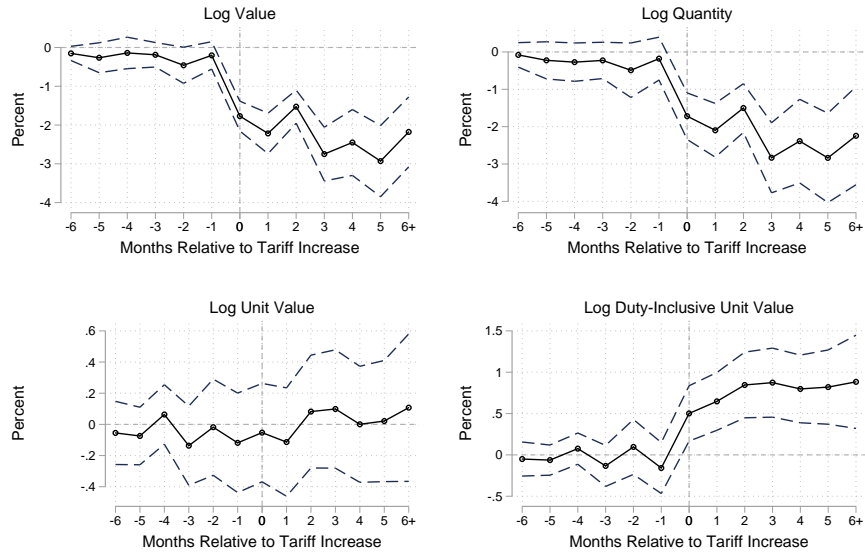 Log Value
Percent
0
-1
-2
-3
-4
-6 -5 -4 -3 -2 -1 0 1 2 3 4 5 6+
Months Relative to Tariff Increase
Log Quantity
Percent
0
-1
-2
-3
-4
-6 -5 -4 -3 -2 -1 0 1 2 3 4 5 6+
Months Relative to Tariff Increase
Log Unit Value
Percent
.6
.4
.2
0
-.2
-.4
-6 -5 -4 -3 -2 -1 0 1 2 3 4 5 6+
Months Relative to Tariff Increase
Log Duty-Inclusive Unit Value
Percent
1.5
1
.5
0
-.5
-6 -5 -4 -3 -2 -1 0 1 2 3 4 5 6+
Months Relative to Tariff Increase